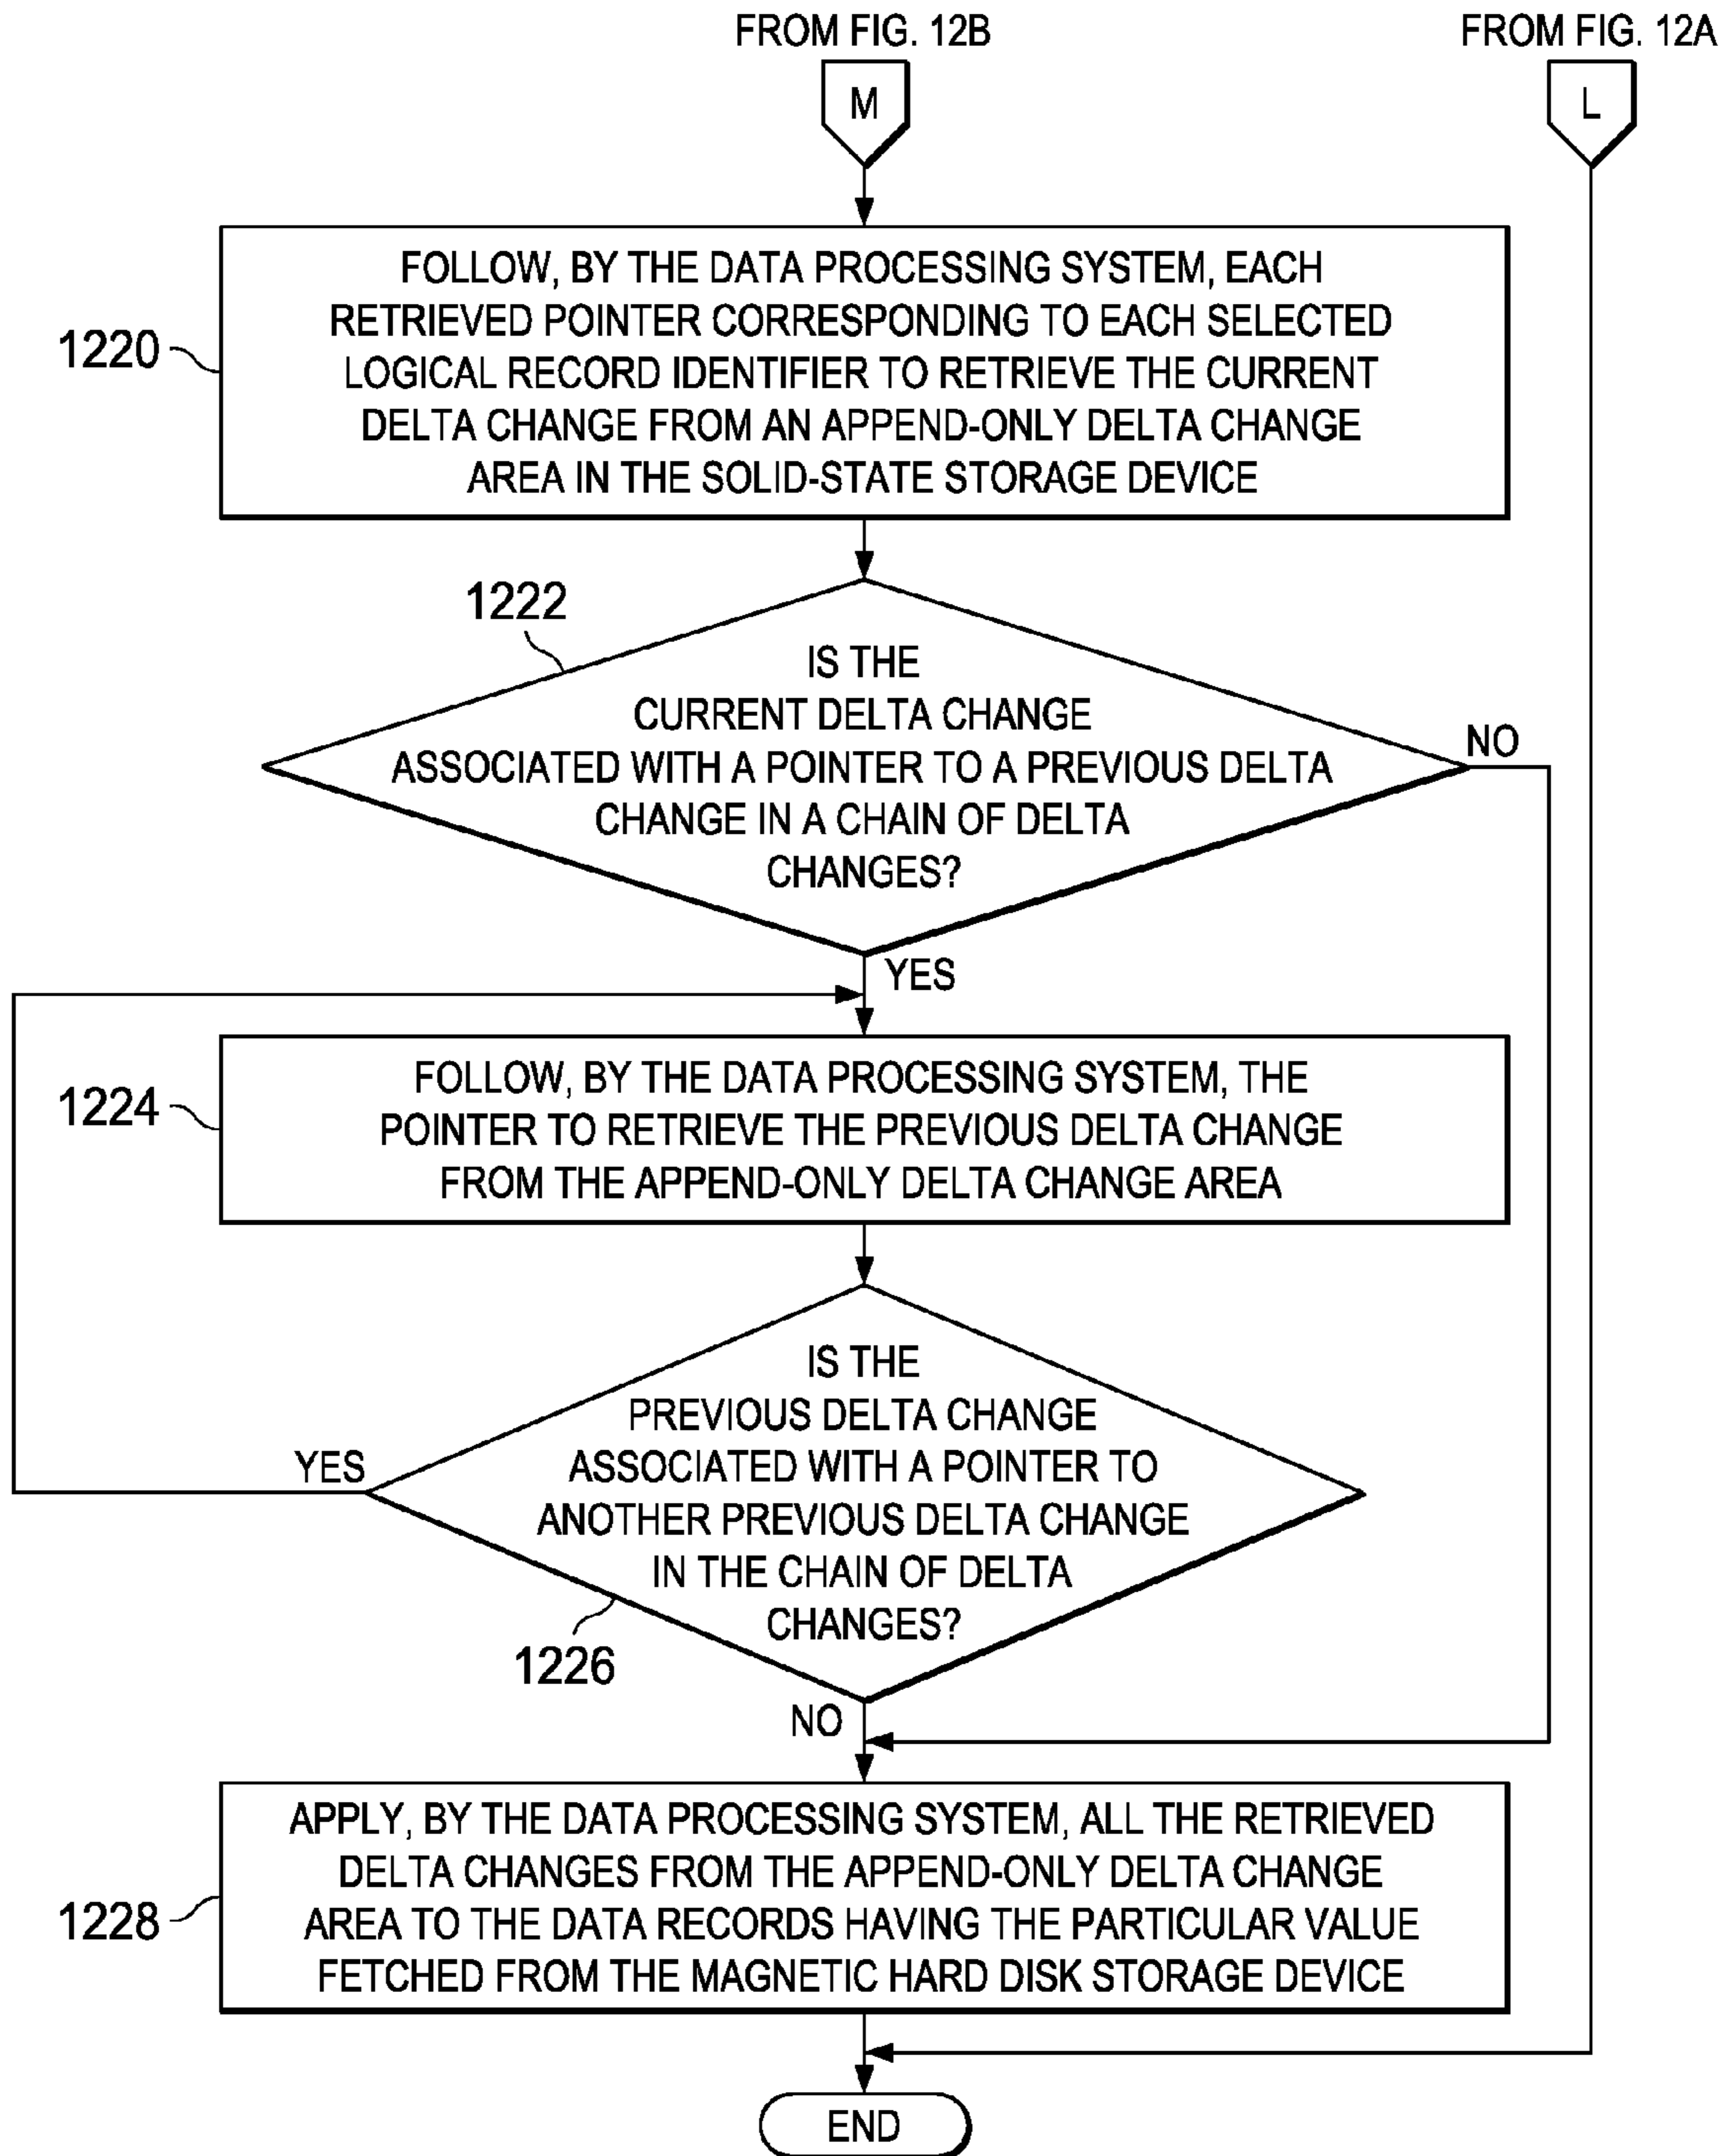 FROM FIG. 12B
FROM FIG. 12A
M
L
1220
FOLLOW, BY THE DATA PROCESSING SYSTEM, EACH
RETRIEVED POINTER CORRESPONDING TO EACH SELECTED
LOGICAL RECORD IDENTIFIER TO RETRIEVE THE CURRENT
DELTA CHANGE FROM AN APPEND-ONLY DELTA CHANGE
AREA IN THE SOLID-STATE STORAGE DEVICE
1222
IS THE
CURRENT DELTA CHANGE
ASSOCIATED WITH A POINTER TO A PREVIOUS DELTA
CHANGE IN A CHAIN OF DELTA
CHANGES?
NO
YES
1224
FOLLOW, BY THE DATA PROCESSING SYSTEM, THE
POINTER TO RETRIEVE THE PREVIOUS DELTA CHANGE
FROM THE APPEND-ONLY DELTA CHANGE AREA
IS THE
PREVIOUS DELTA CHANGE
ASSOCIATED WITH A POINTER TO
ANOTHER PREVIOUS DELTA CHANGE
IN THE CHAIN OF DELTA
CHANGES?
YES
1226
NO
1228
APPLY, BY THE DATA PROCESSING SYSTEM, ALL THE RETRIEVED
DELTA CHANGES FROM THE APPEND-ONLY DELTA CHANGE
AREA TO THE DATA RECORDS HAVING THE PARTICULAR VALUE
FETCHED FROM THE MAGNETIC HARD DISK STORAGE DEVICE
END